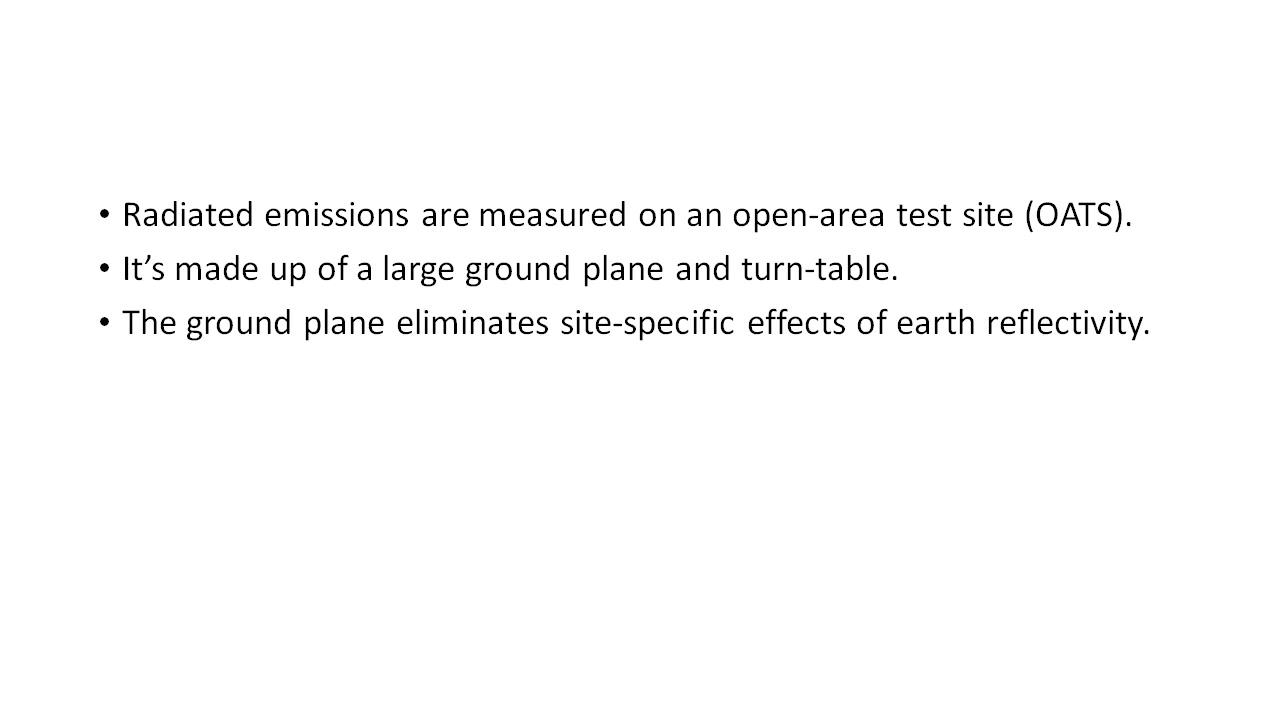 • Radiated emissions are measured on an open-area test site (OATS).
• It’s made up of a large ground plane and turn-table.
• The ground plane eliminates site-specific effects of earth reflectivity.